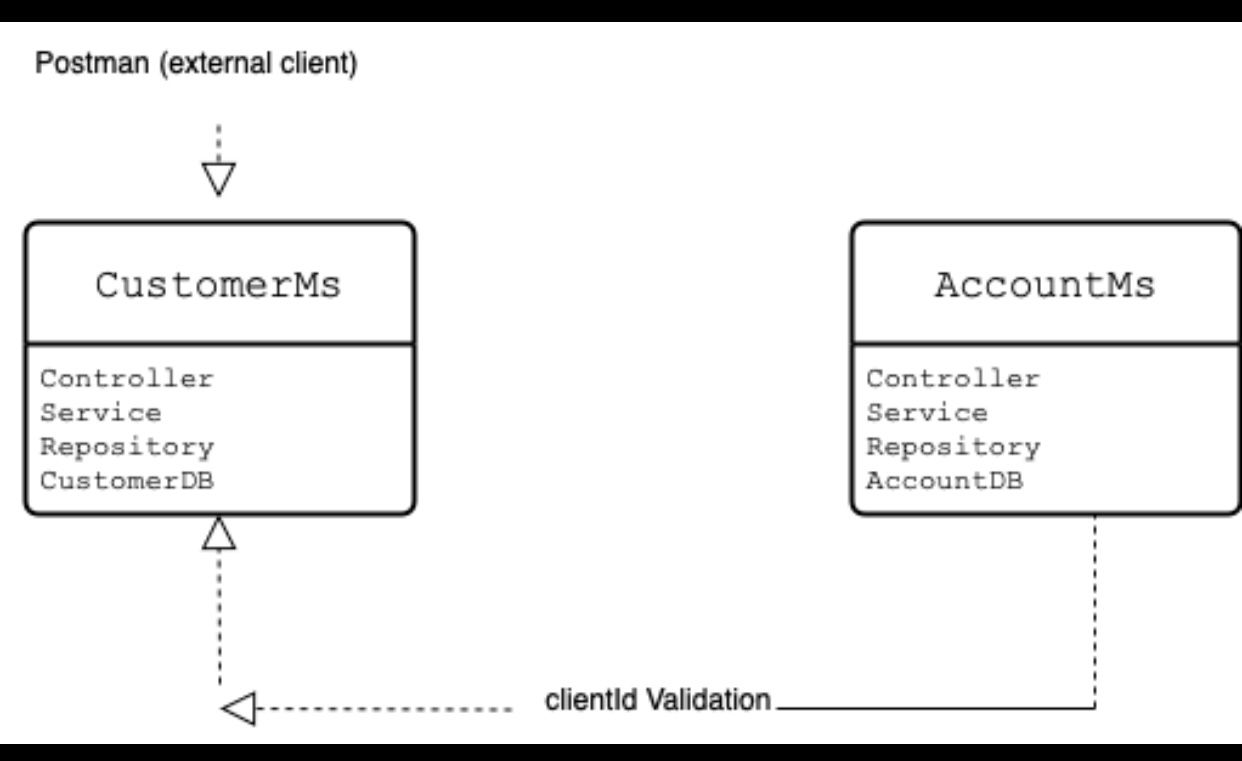 Postman (external client)
CustomerMs
Controller
Service
Repository
CustomerDB
AccountMs
Controller
Service
Repository
AccountDB
clientId Validation